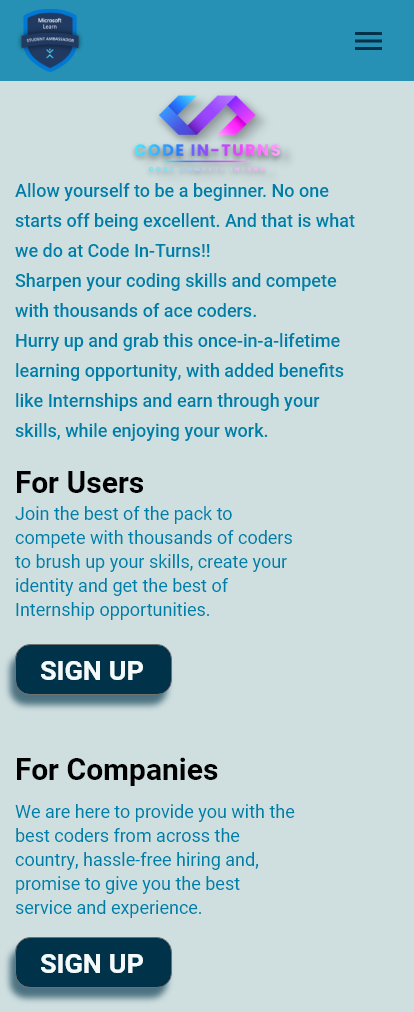 Microsoft
Learn
STUDENT AMBASSADOR
CODE IN-TURNS
Allow yourself to be a beginner. No one
starts off being excellent. And that is what
we do at Code In-Turns!!
Sharpen your coding skills and compete
with thousands of ace coders.
Hurry up and grab this once-in-a-lifetime
learning opportunity, with added benefits
like Internships and earn through your
skills, while enjoying your work.
For Users
Join the best of the pack to
compete with thousands of coders
to brush up your skills, create your
identity and get the best of
Internship opportunities.
SIGN UP
For Companies
We are here to provide you with the
best coders from across the
country, hassle-free hiring and,
promise to give you the best
service and experience.
SIGN UP